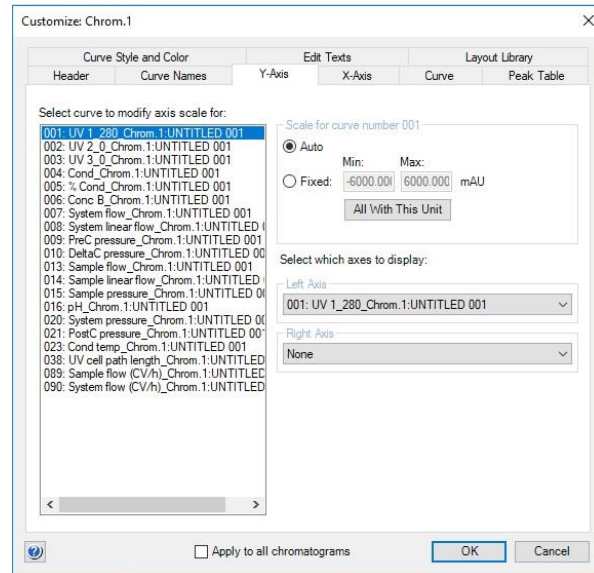 Customize: Chrom.1
Curve Style and Color
Edit Texts
Layout Library
Header
Curve Names
Y-Axis
X-Axis
Curve
Peak Table
Select curve to modify axis scale for:
001: UV 1_280_Chrom.1:UNTITLED 001
002: UV 2_0_Chrom.1:UNTITLED 001
003: UV 3_0_Chrom.1:UNTITLED 001
004: Cond_Chrom.1:UNTITLED 001
005: % Cond_Chrom.1:UNTITLED 001
006: Conc B_Chrom.1:UNTITLED 001
007: System flow_Chrom.1:UNTITLED 001
008: System linear flow_Chrom.1:UNTITLED (
009: PreC pressure_Chrom.1:UNTITLED 001
010: DeltaC pressure_Chrom.1:UNTITLED 00
013: Sample flow_Chrom.1:UNTITLED 001
014: Sample linear flow_Chrom.1:UNTITLED
015: Sample pressure_Chrom.1:UNTITLED 0
016: pH_Chrom.1:UNTITLED 001
020: System pressure_Chrom.1:UNTITLED 0
021: PostC pressure_Chrom.1:UNTITLED 00
023: Cond temp_Chrom.1:UNTITLED 001
038: UV cell path length_Chrom.1:UNTITLED
089: Sample flow (CV/h)_Chrom.1:UNTITLED
090: System flow (CV/h)_Chrom.1:UNTITLED
Scale for curve number 001
Auto
Min:
Max:
Fixed:
-6000.00
6000.000
mAU
All With This Unit
Select which axes to display:
Left Axis
001: UV 1_280_Chrom.1:UNTITLED 001
Right Axis
None
Apply to all chromatograms
OK
Cancel